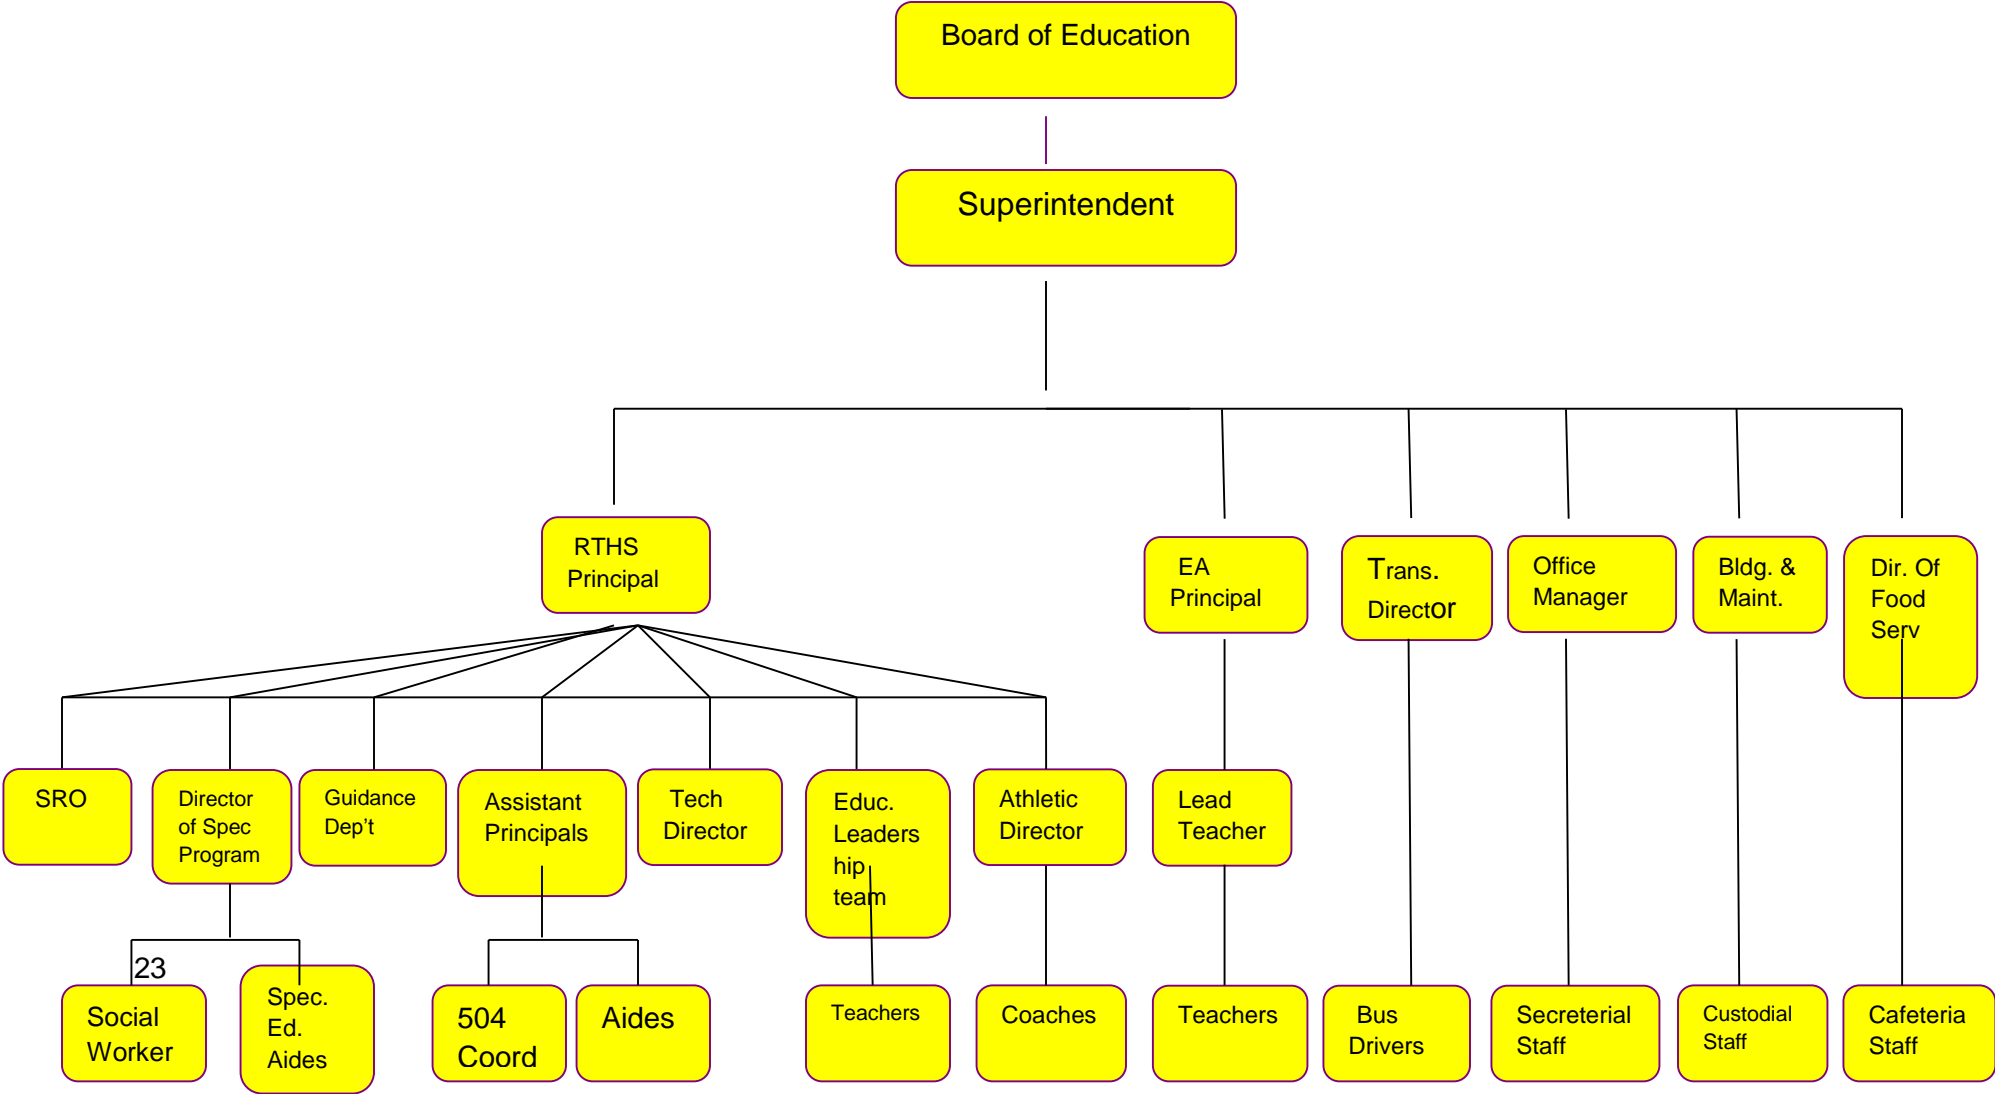 Board of Education
Superintendent
RTHS
Principal
EA
Principal
Trans.
Director
Office
Manager
Bldg. &
Maint.
Dir. Of
Food
Serv
SRO
Director
of Spec
Program
Guidance
Dep’t
Assistant
Principals
Tech
Director
Educ.
Leaders
hip
team
Athletic
Director
Lead
Teacher
23
Social
Worker
Spec.
Ed.
Aides
504
Coord
Aides
Teachers
Coaches
Teachers
Bus
Drivers
Secreterial
Staff
Custodial
Staff
Cafeteria
Staff